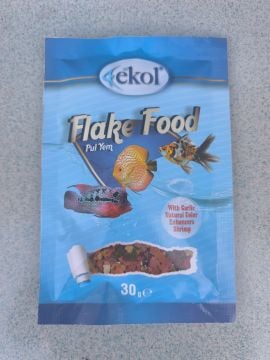 ekol
Flake Food
Pul Yem
With Garlic
Natural Color
Enhancers
Shrimp
30g℮